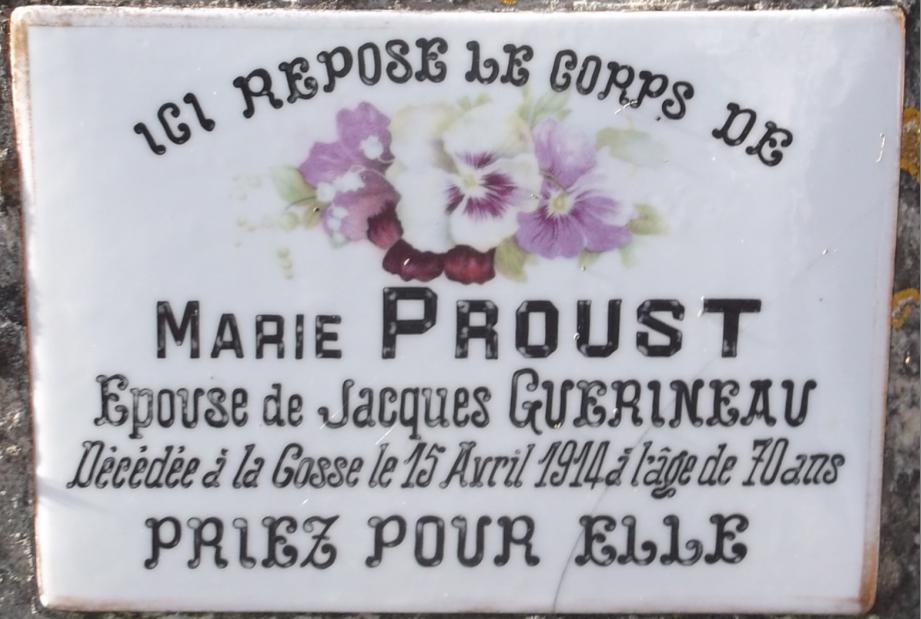 ICI REPOSE LE CORPS DE
MARIE PROUST
Epouse de Jacques GUERINEAU
Décédée à la Gosse le 15 Avril 1914 à l'âge de 70 ans
PRIEZ POUR ELLE